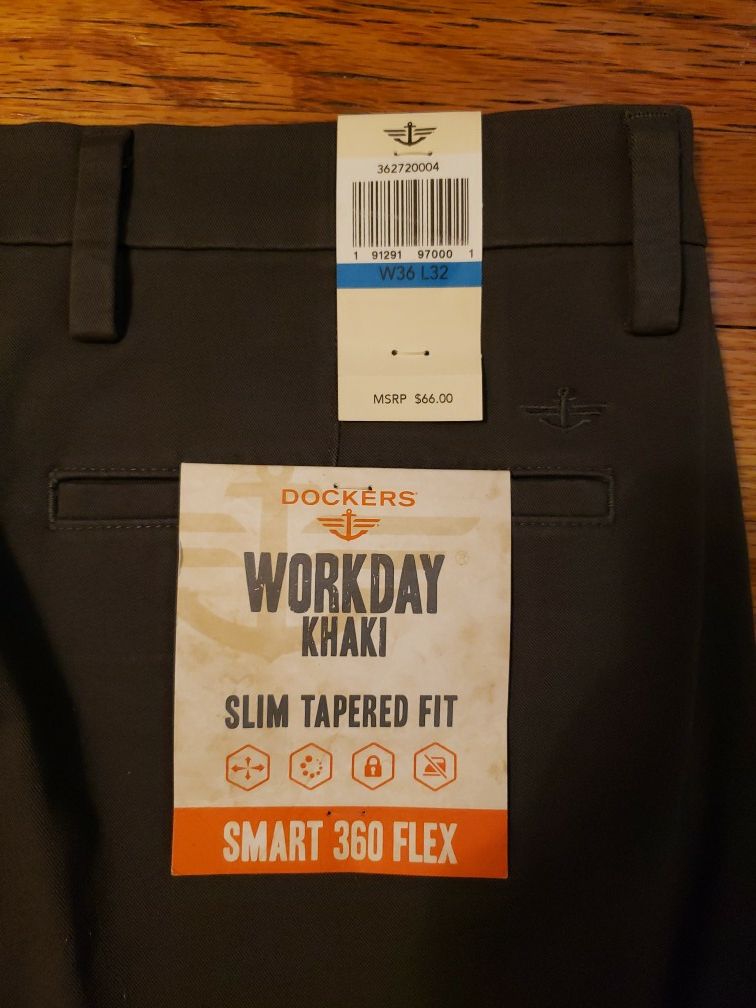 362720004
1 91291 97000 1
W36 L32
MSRP $66.00
DOCKERS
WORKDAY®
KHAKI
SLIM TAPERED FIT
SMART 360 FLEX